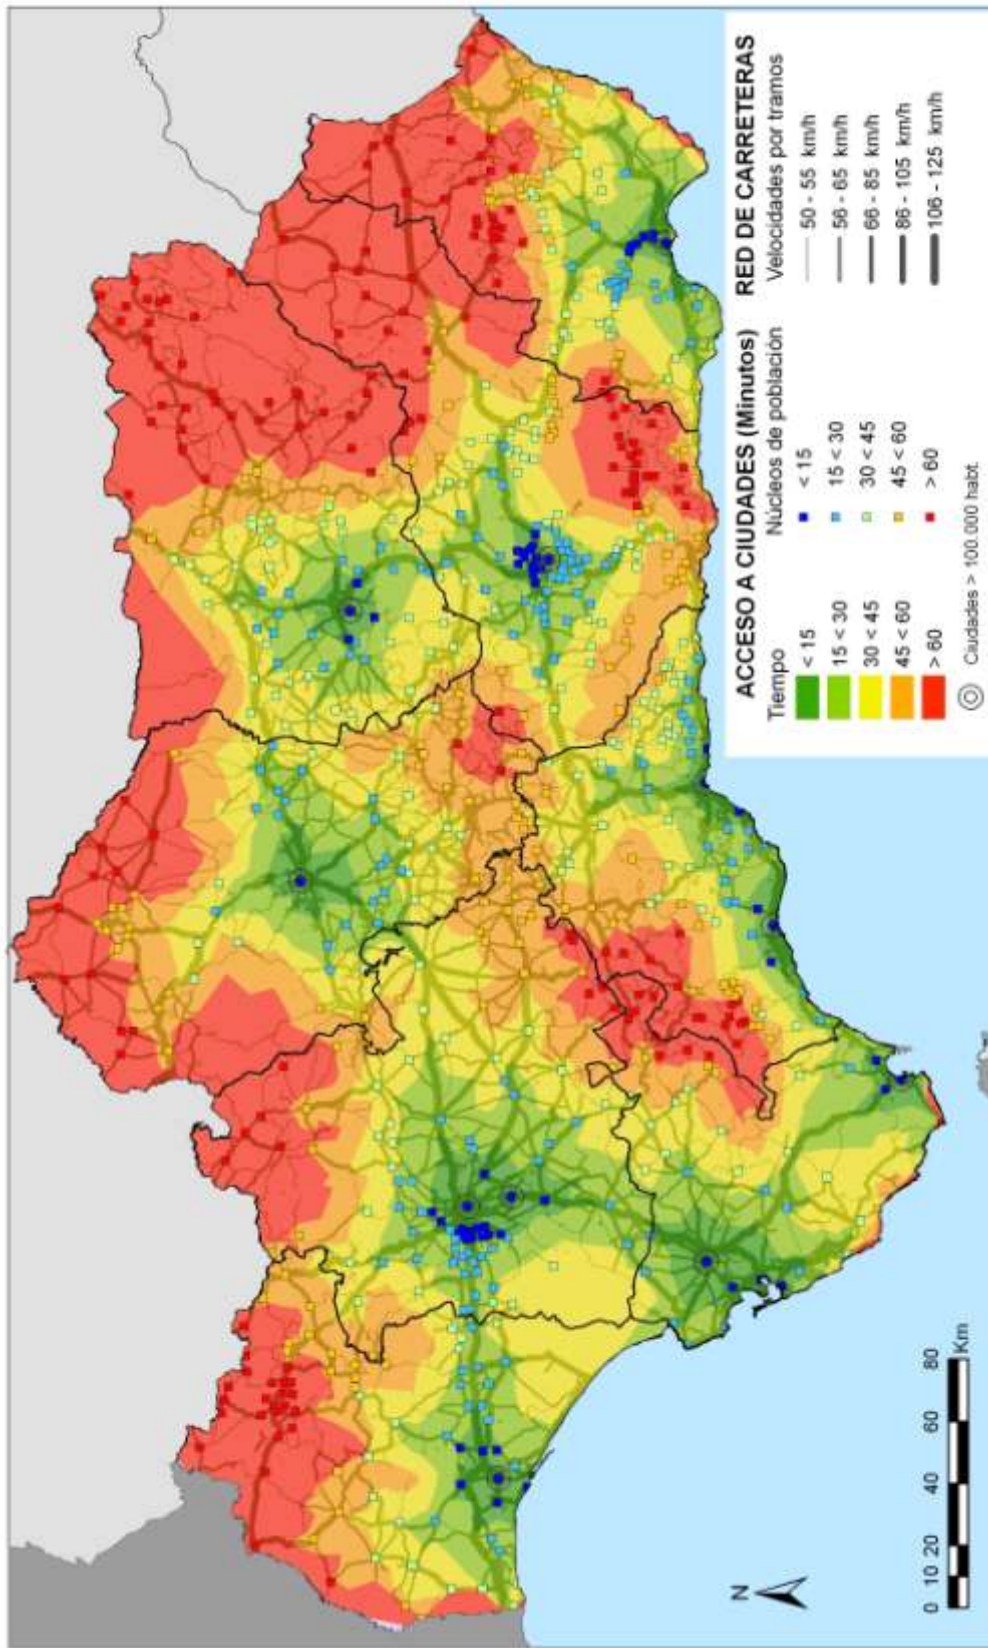 ACCESO A CIUDADES (Minutos)
Tiempo
< 15
15 < 30
30 < 45
45 < 60
> 60
Núcleos de población
< 15
15 < 30
30 < 45
45 < 60
> 60
Ciudades > 100.000 habt.
RED DE CARRETERAS
Velocidades por tramos
50 - 55 km/h
56 - 65 km/h
66 - 85 km/h
86 - 105 km/h
106 - 125 km/h
N
0 10 20 40 60 80
Km